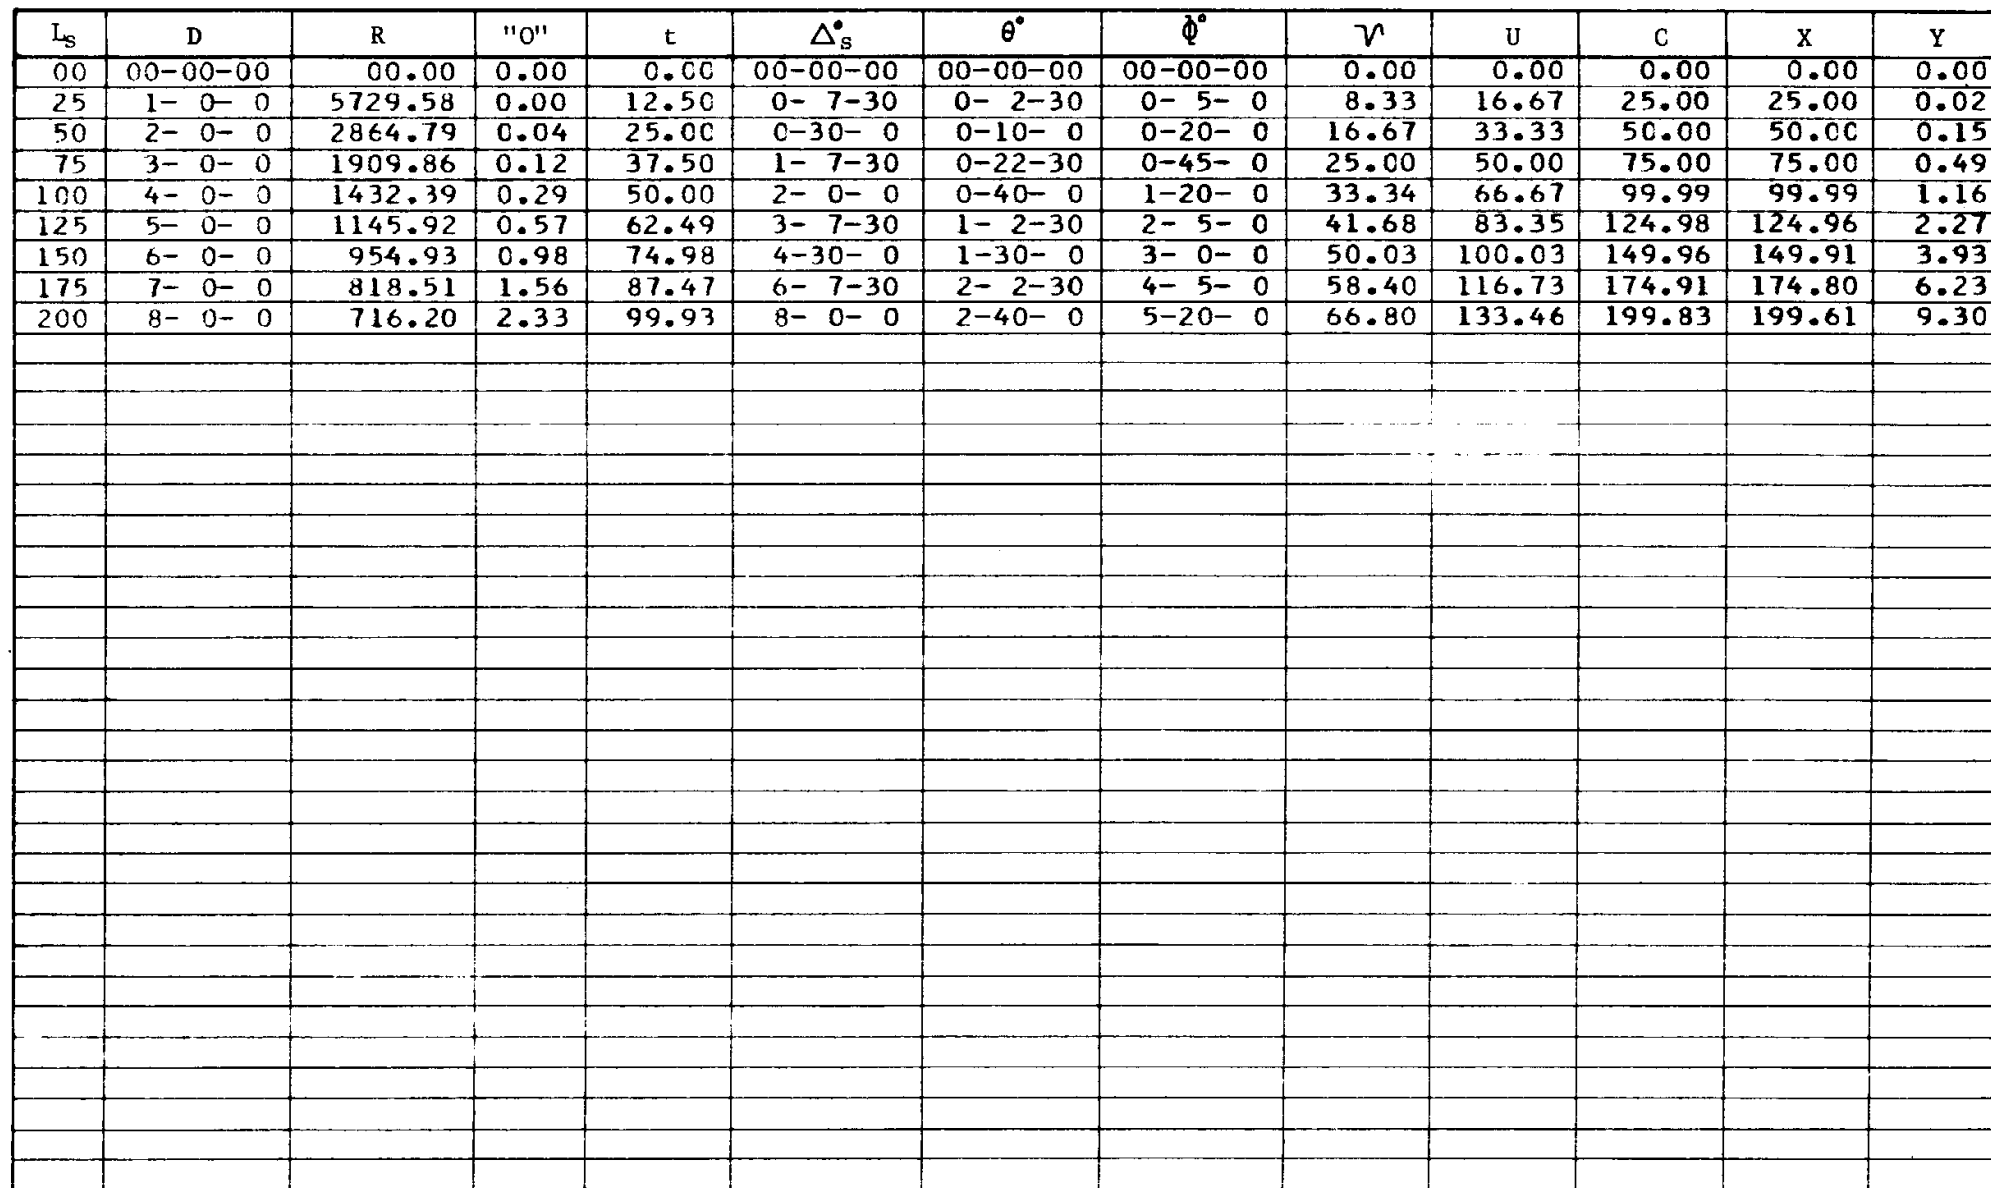 Ls D R "O" t Δ°s θ° Φ° V U C X Y
00 00-00-00 00.00 0.00 0.00 00-00-00 00-00-00 00-00-00 0.00 0.00 0.00 0.00 0.00
25 1- 0- 0 5729.58 0.00 12.50 0- 7-30 0- 2-30 0- 5- 0 8.33 16.67 25.00 25.00 0.02
50 2- 0- 0 2864.79 0.04 25.00 0-30- 0 0-10- 0 0-20- 0 16.67 33.33 50.00 50.00 0.15
75 3- 0- 0 1909.86 0.12 37.50 1- 7-30 0-22-30 0-45- 0 25.00 50.00 75.00 75.00 0.49
100 4- 0- 0 1432.39 0.29 50.00 2- 0- 0 0-40- 0 1-20- 0 33.34 66.67 99.99 99.99 1.16
125 5- 0- 0 1145.92 0.57 62.49 3- 7-30 1- 2-30 2- 5- 0 41.68 83.35 124.98 124.96 2.27
150 6- 0- 0 954.93 0.98 74.98 4-30- 0 1-30- 0 3- 0- 0 50.03 100.03 149.96 149.91 3.93
175 7- 0- 0 818.51 1.56 87.47 6- 7-30 2- 2-30 4- 5- 0 58.40 116.73 174.91 174.80 6.23
200 8- 0- 0 716.20 2.33 99.93 8- 0- 0 2-40- 0 5-20- 0 66.80 133.46 199.83 199.61 9.30